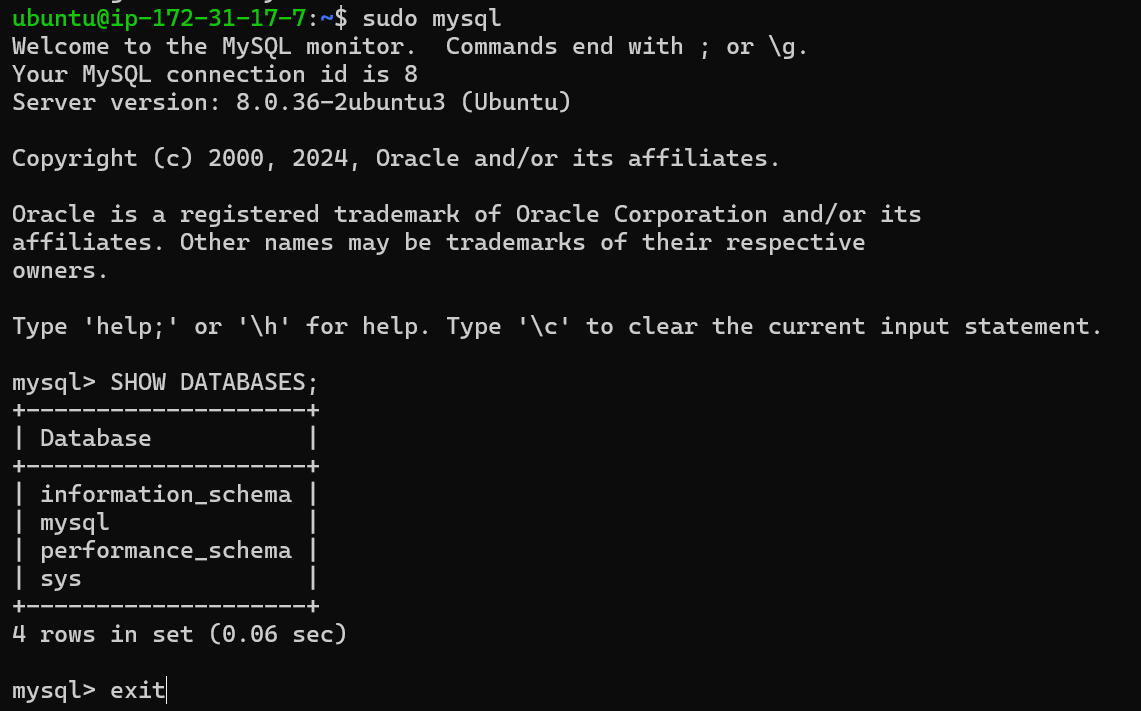 ubuntu@ip-172-31-17-7:~$ sudo mysql
Welcome to the MySQL monitor.  Commands end with ; or \g.
Your MySQL connection id is 8
Server version: 8.0.36-2ubuntu3 (Ubuntu)

Copyright (c) 2000, 2024, Oracle and/or its affiliates.

Oracle is a registered trademark of Oracle Corporation and/or its
affiliates. Other names may be trademarks of their respective
owners.

Type 'help;' or '\h' for help. Type '\c' to clear the current input statement.

mysql> SHOW DATABASES;
+--------------------+
| Database           |
+--------------------+
| information_schema |
| mysql              |
| performance_schema |
| sys                |
+--------------------+
4 rows in set (0.06 sec)

mysql> exit